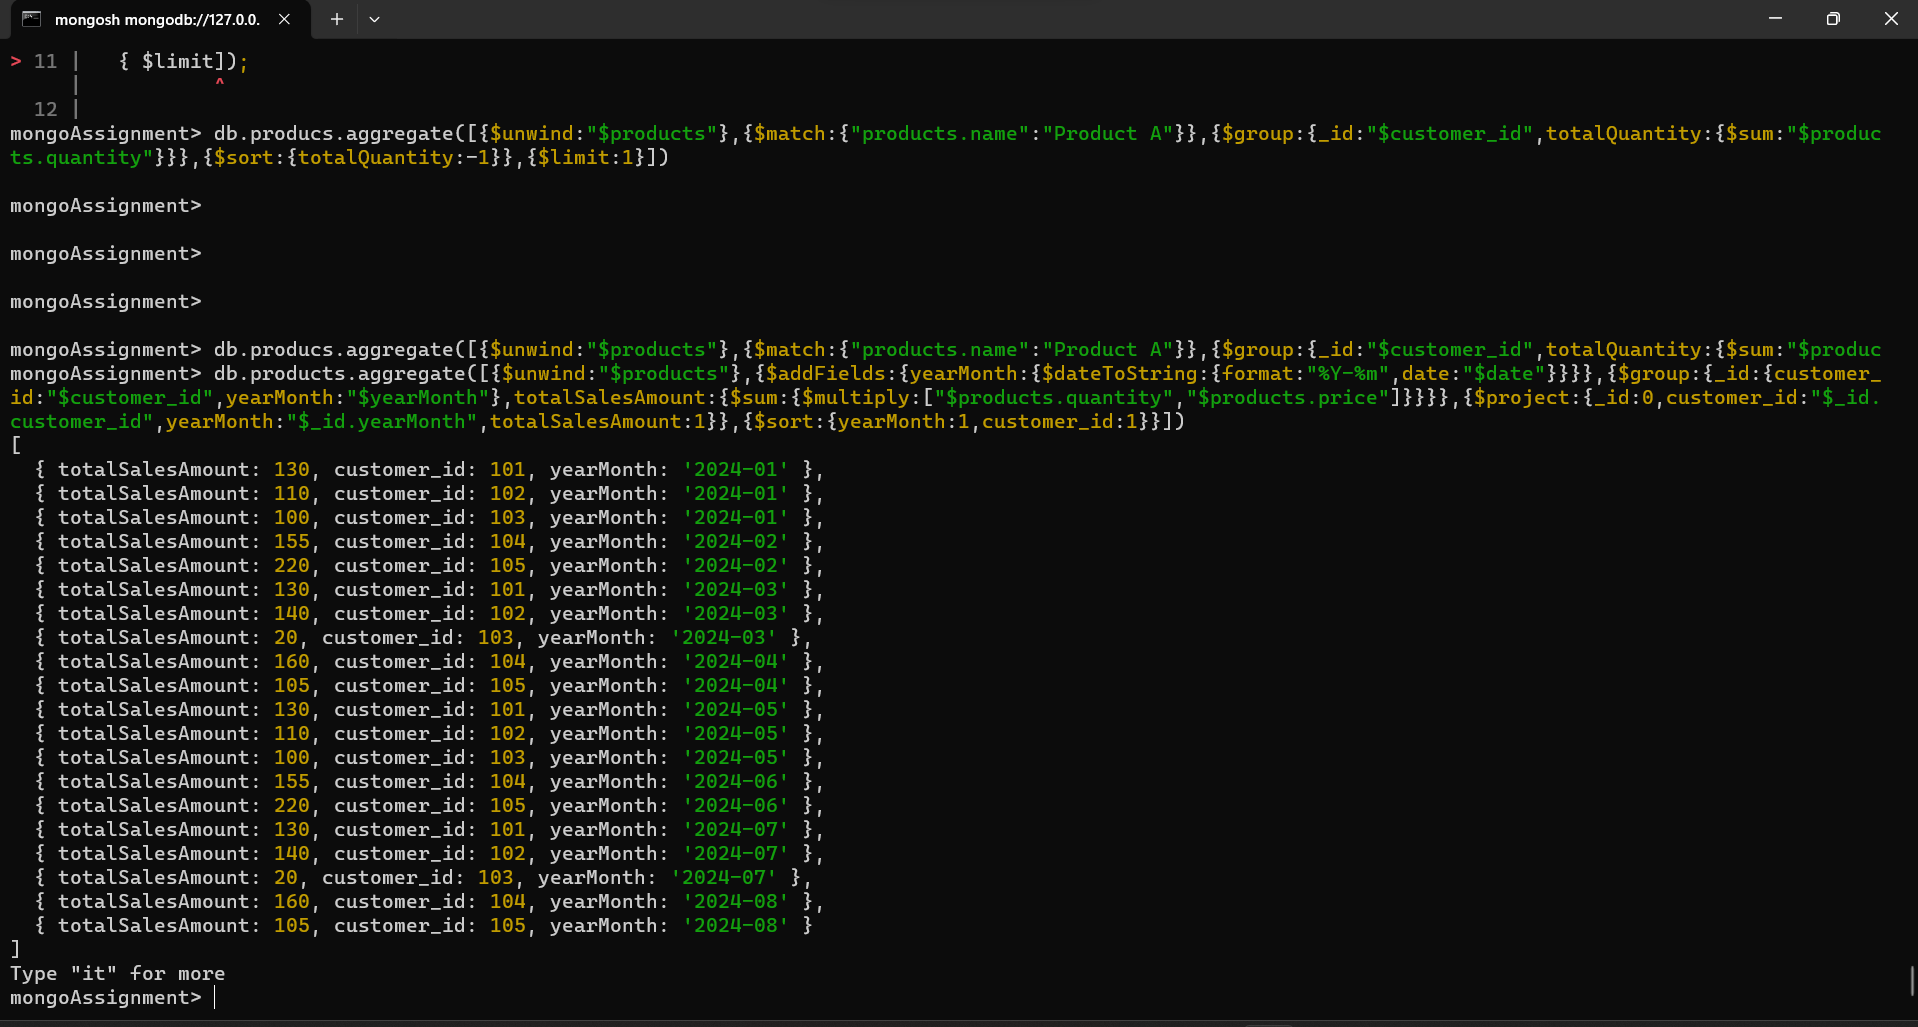 mongosh mongodb://127.0.0.
> 11 |   { $limit]);
     |           ^
  12 |
mongoAssignment> db.producs.aggregate([{$unwind:"$products"},{$match:{"products.name":"Product A"}},{$group:{_id:"$customer_id",totalQuantity:{$sum:"$produc
ts.quantity"}}},{$sort:{totalQuantity:-1}},{$limit:1}])
mongoAssignment>
mongoAssignment>
mongoAssignment>
mongoAssignment> db.producs.aggregate([{$unwind:"$products"},{$match:{"products.name":"Product A"}},{$group:{_id:"$customer_id",totalQuantity:{$sum:"$produc
mongoAssignment> db.products.aggregate([{$unwind:"$products"},{$addFields:{yearMonth:{$dateToString:{format:"%Y-%m",date:"$date"}}}},{$group:{_id:{customer_
id:"$customer_id",yearMonth:"$yearMonth"},totalSalesAmount:{$sum:{$multiply:["$products.quantity","$products.price"]}}}},{$project:{_id:0,customer_id:"$_id.
customer_id",yearMonth:"$_id.yearMonth",totalSalesAmount:1}},{$sort:{yearMonth:1,customer_id:1}}])
[
  { totalSalesAmount: 130, customer_id: 101, yearMonth: '2024-01' },
  { totalSalesAmount: 110, customer_id: 102, yearMonth: '2024-01' },
  { totalSalesAmount: 100, customer_id: 103, yearMonth: '2024-01' },
  { totalSalesAmount: 155, customer_id: 104, yearMonth: '2024-02' },
  { totalSalesAmount: 220, customer_id: 105, yearMonth: '2024-02' },
  { totalSalesAmount: 130, customer_id: 101, yearMonth: '2024-03' },
  { totalSalesAmount: 140, customer_id: 102, yearMonth: '2024-03' },
  { totalSalesAmount: 20, customer_id: 103, yearMonth: '2024-03' },
  { totalSalesAmount: 160, customer_id: 104, yearMonth: '2024-04' },
  { totalSalesAmount: 105, customer_id: 105, yearMonth: '2024-04' },
  { totalSalesAmount: 130, customer_id: 101, yearMonth: '2024-05' },
  { totalSalesAmount: 110, customer_id: 102, yearMonth: '2024-05' },
  { totalSalesAmount: 100, customer_id: 103, yearMonth: '2024-05' },
  { totalSalesAmount: 155, customer_id: 104, yearMonth: '2024-06' },
  { totalSalesAmount: 220, customer_id: 105, yearMonth: '2024-06' },
  { totalSalesAmount: 130, customer_id: 101, yearMonth: '2024-07' },
  { totalSalesAmount: 140, customer_id: 102, yearMonth: '2024-07' },
  { totalSalesAmount: 20, customer_id: 103, yearMonth: '2024-07' },
  { totalSalesAmount: 160, customer_id: 104, yearMonth: '2024-08' },
  { totalSalesAmount: 105, customer_id: 105, yearMonth: '2024-08' }
]
Type "it" for more
mongoAssignment>